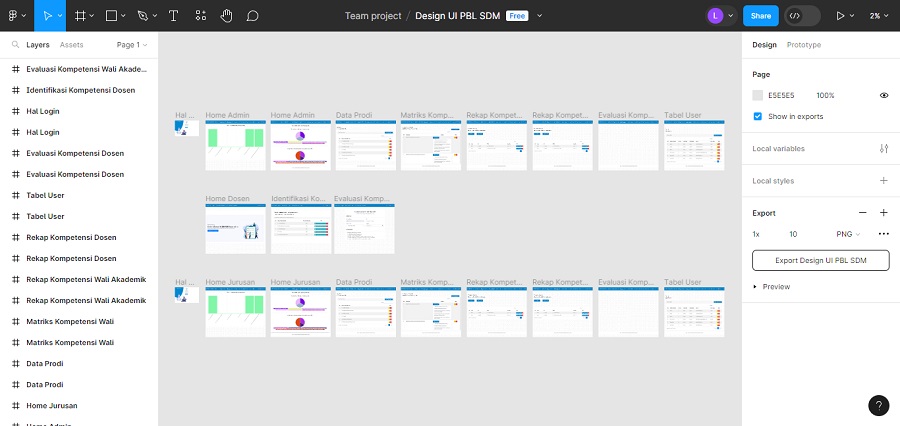 Team project / Design UI PBL SDM Free
L
Share
2%
Layers Assets Page 1
Evaluasi Kompetensi Wali Akade...
Identifikasi Kompetensi Dosen
Hal Login
Hal Login
Evaluasi Kompetensi Dosen
Evaluasi Kompetensi Dosen
Tabel User
Tabel User
Rekap Kompetensi Dosen
Rekap Kompetensi Dosen
Rekap Kompetensi Wali Akademik
Rekap Kompetensi Wali Akademik
Matriks Kompetensi Wali
Matriks Kompetensi Wali
Data Prodi
Data Prodi
Home Jurusan
Home Admin
Hal ... Home Admin Home Admin Data Prodi Matriks Komp... Rekap Kompet... Rekap Kompet... Evaluasi Komp... Tabel User
Home Dosen Identifikasi Ko... Evaluasi Komp...
Hal ... Home Jurusan Home Jurusan Data Prodi Matriks Komp... Rekap Kompet... Rekap Kompet... Evaluasi Komp... Tabel User
Design Prototype
Page
E5E5E5 100%
Show in exports
Local variables
Local styles
Export
1x 10 PNG
Export Design UI PBL SDM
Preview
?